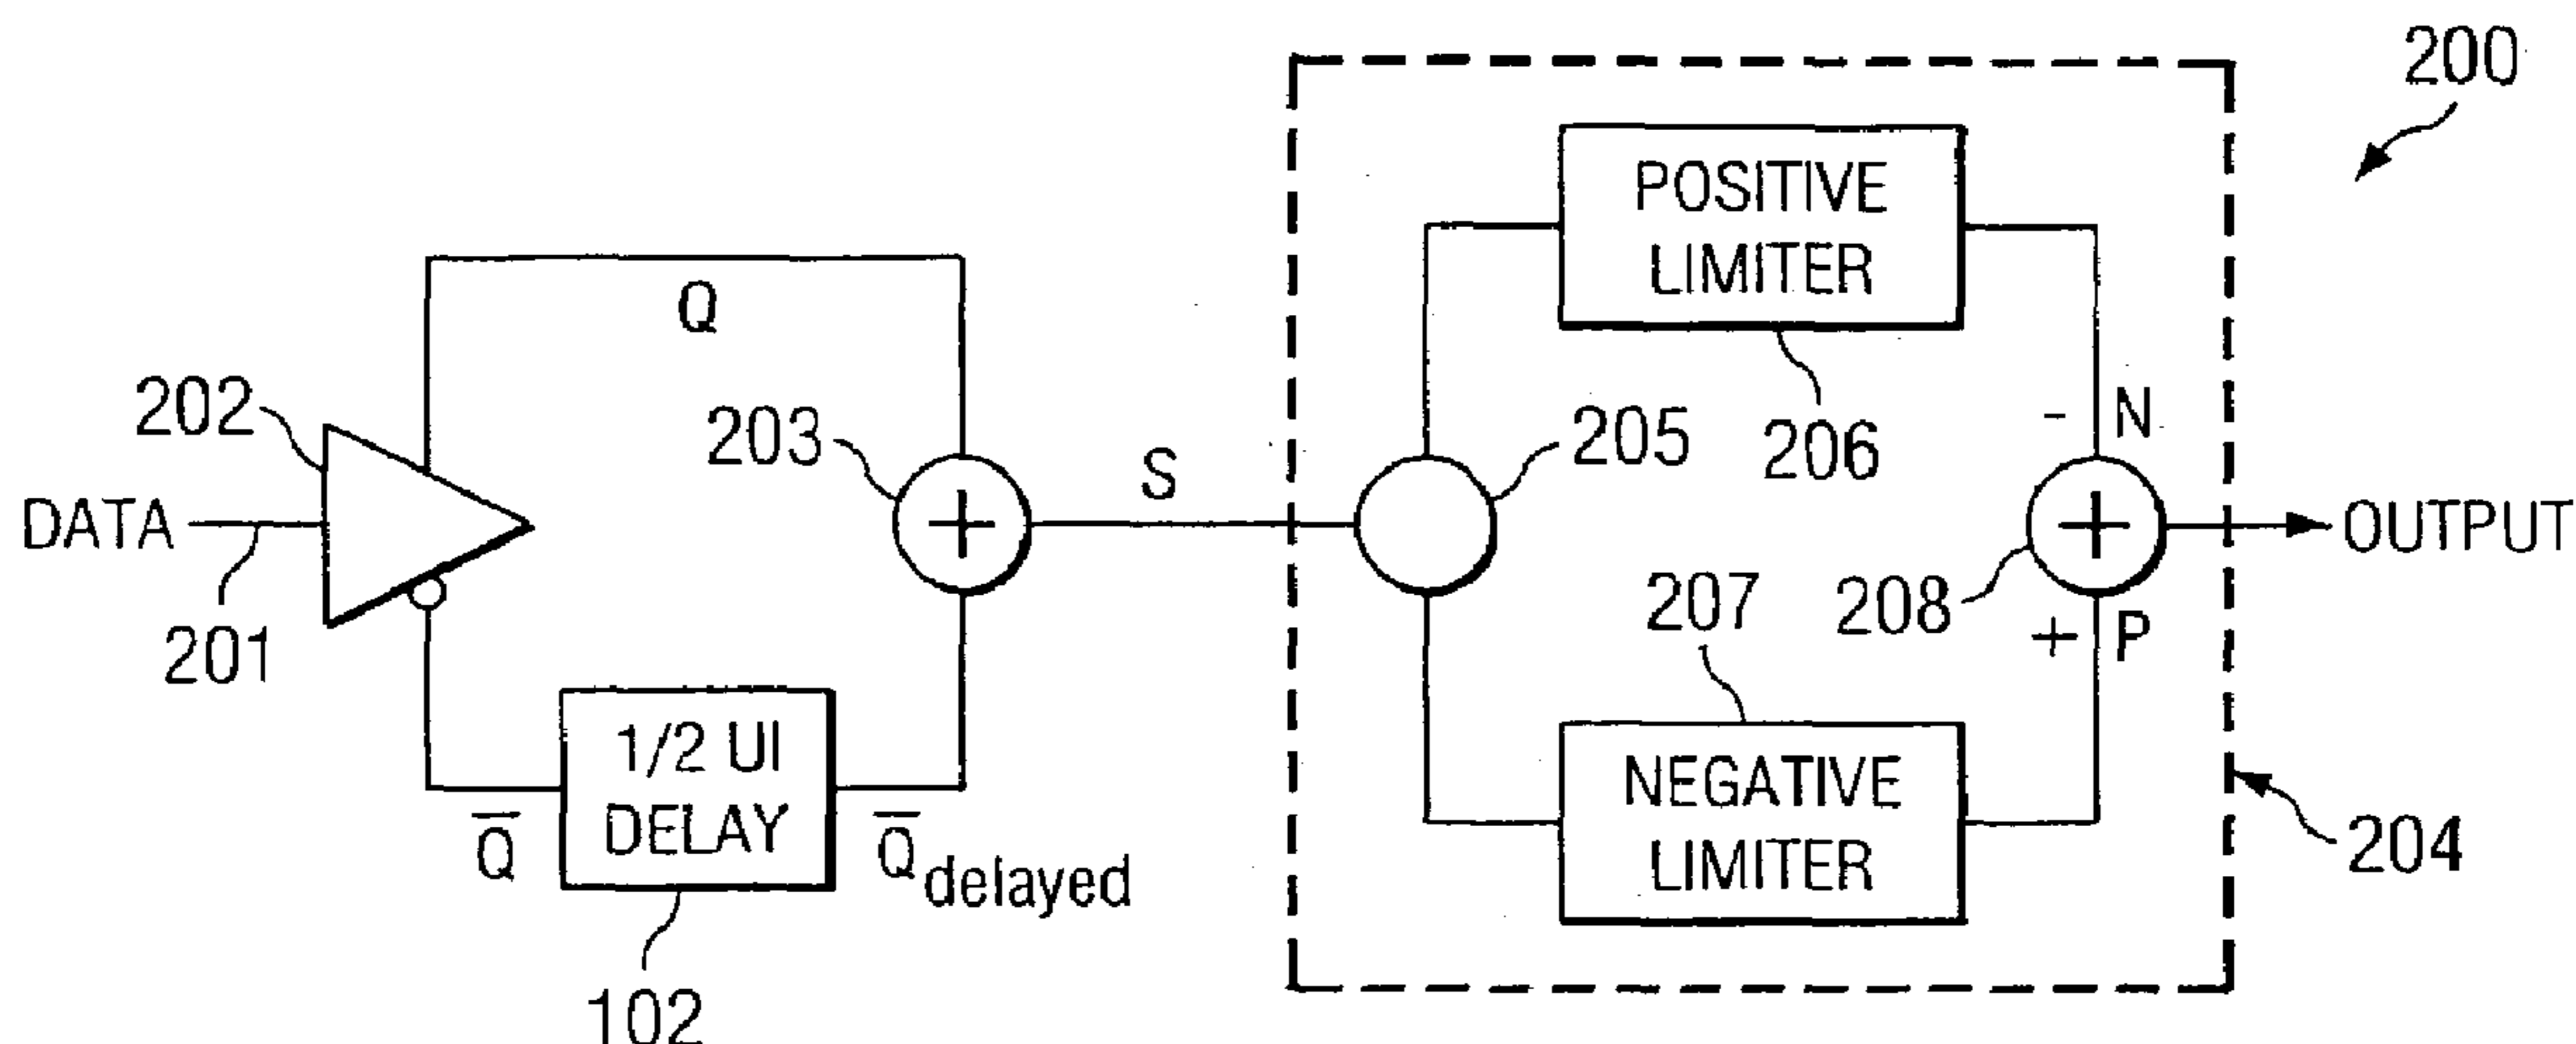 200
POSITIVE
LIMITER
Q
202
203
S
205
206
- N
DATA
+
+
OUTPUT
201
207
208
+ P
1/2 UI
DELAY
NEGATIVE
LIMITER
Q̅
Q̅ delayed
204
102